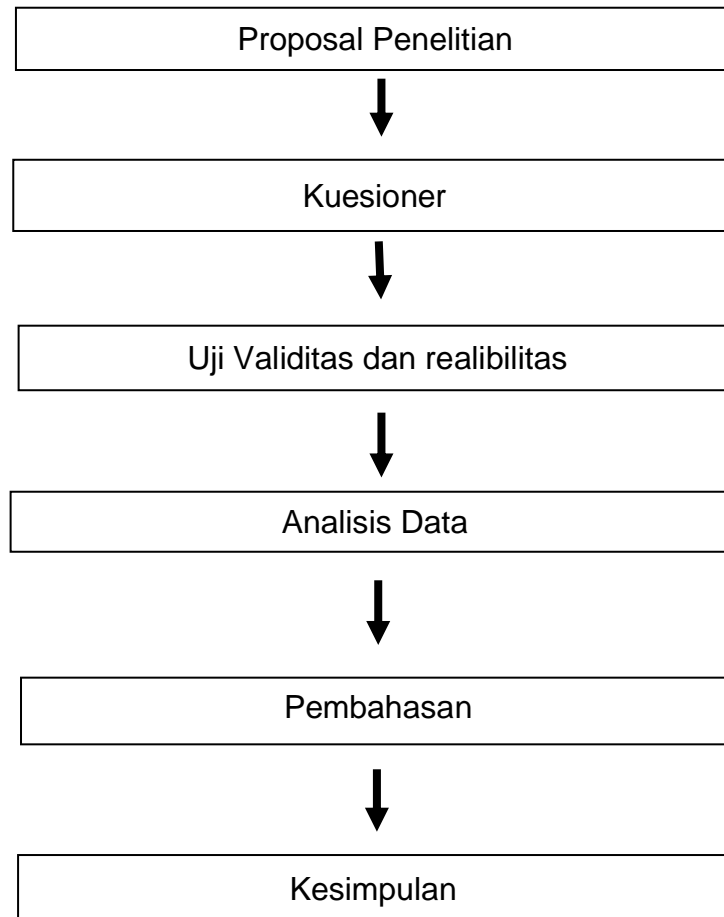 Proposal Penelitian
Kuesioner
Uji Validitas dan realibilitas
Analisis Data
Pembahasan
Kesimpulan